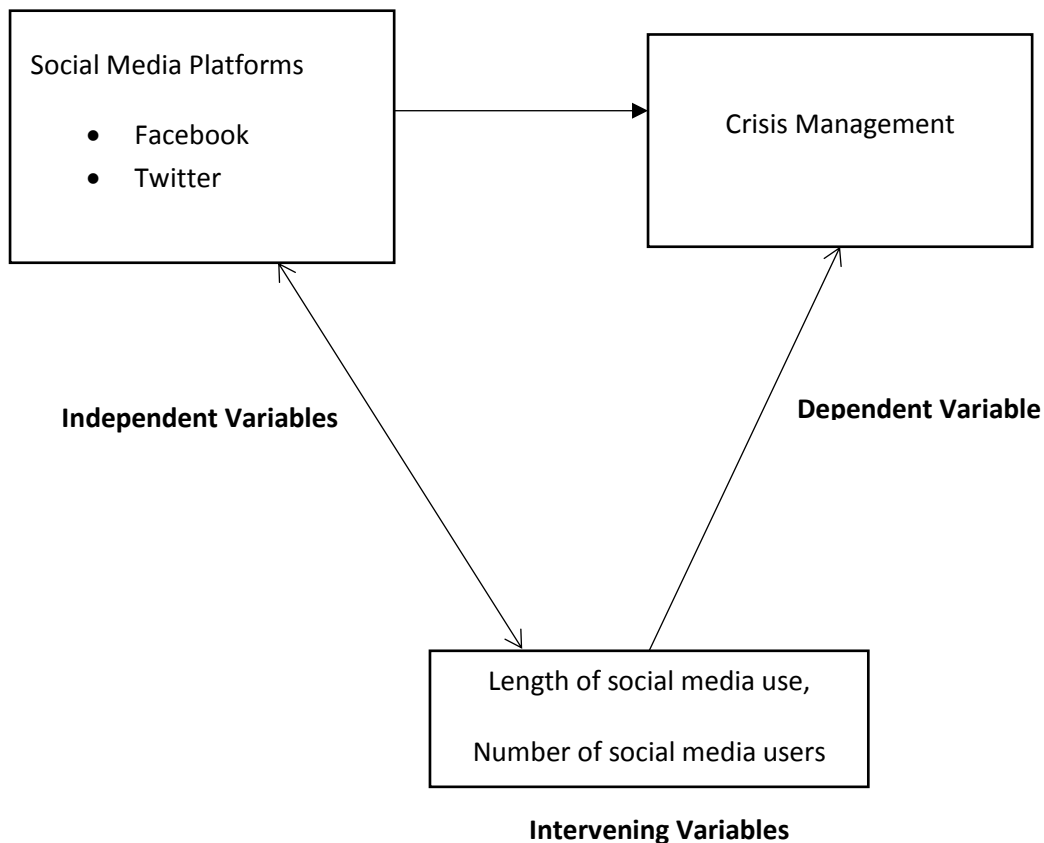 Social Media Platforms
• Facebook
• Twitter
Crisis Management
Independent Variables
Dependent Variable
Length of social media use,
Number of social media users
Intervening Variables